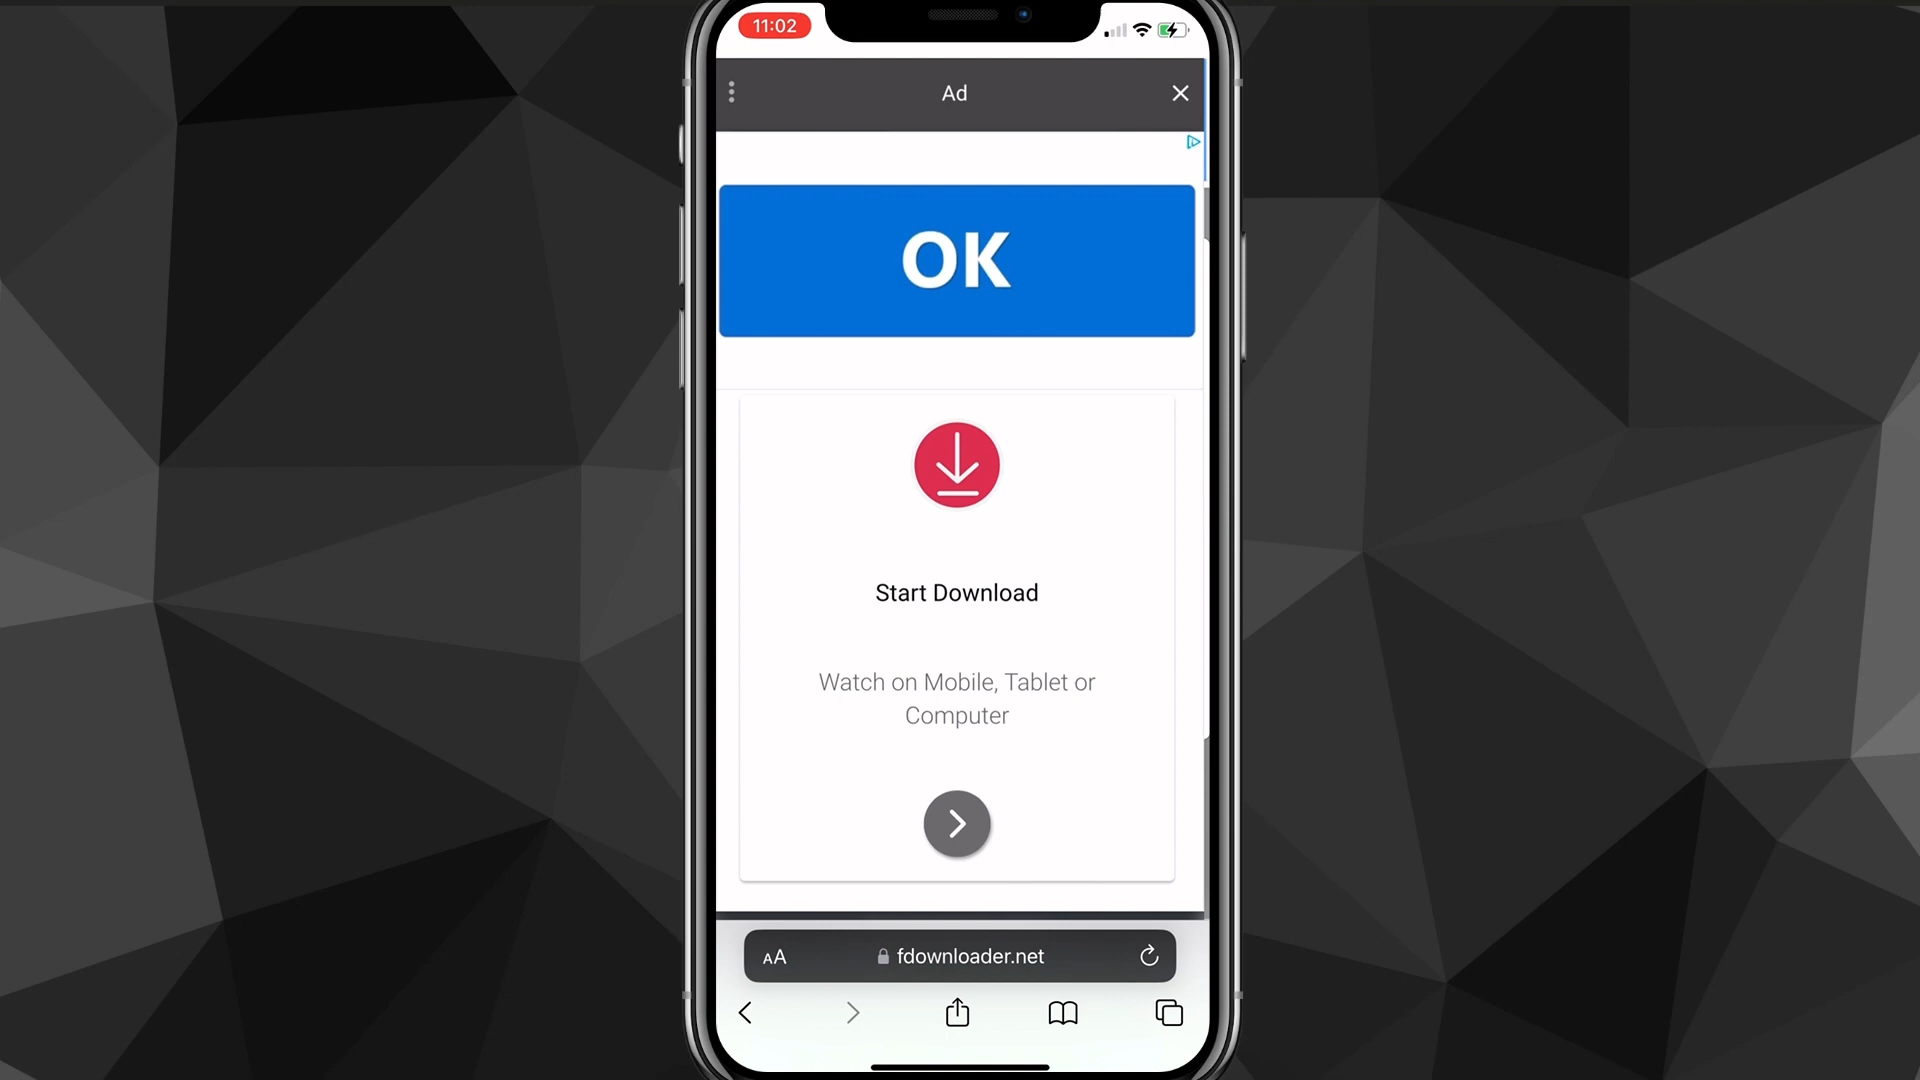 11:02
Ad
OK
Start Download
Watch on Mobile, Tablet or
Computer
AA
fdownloader.net